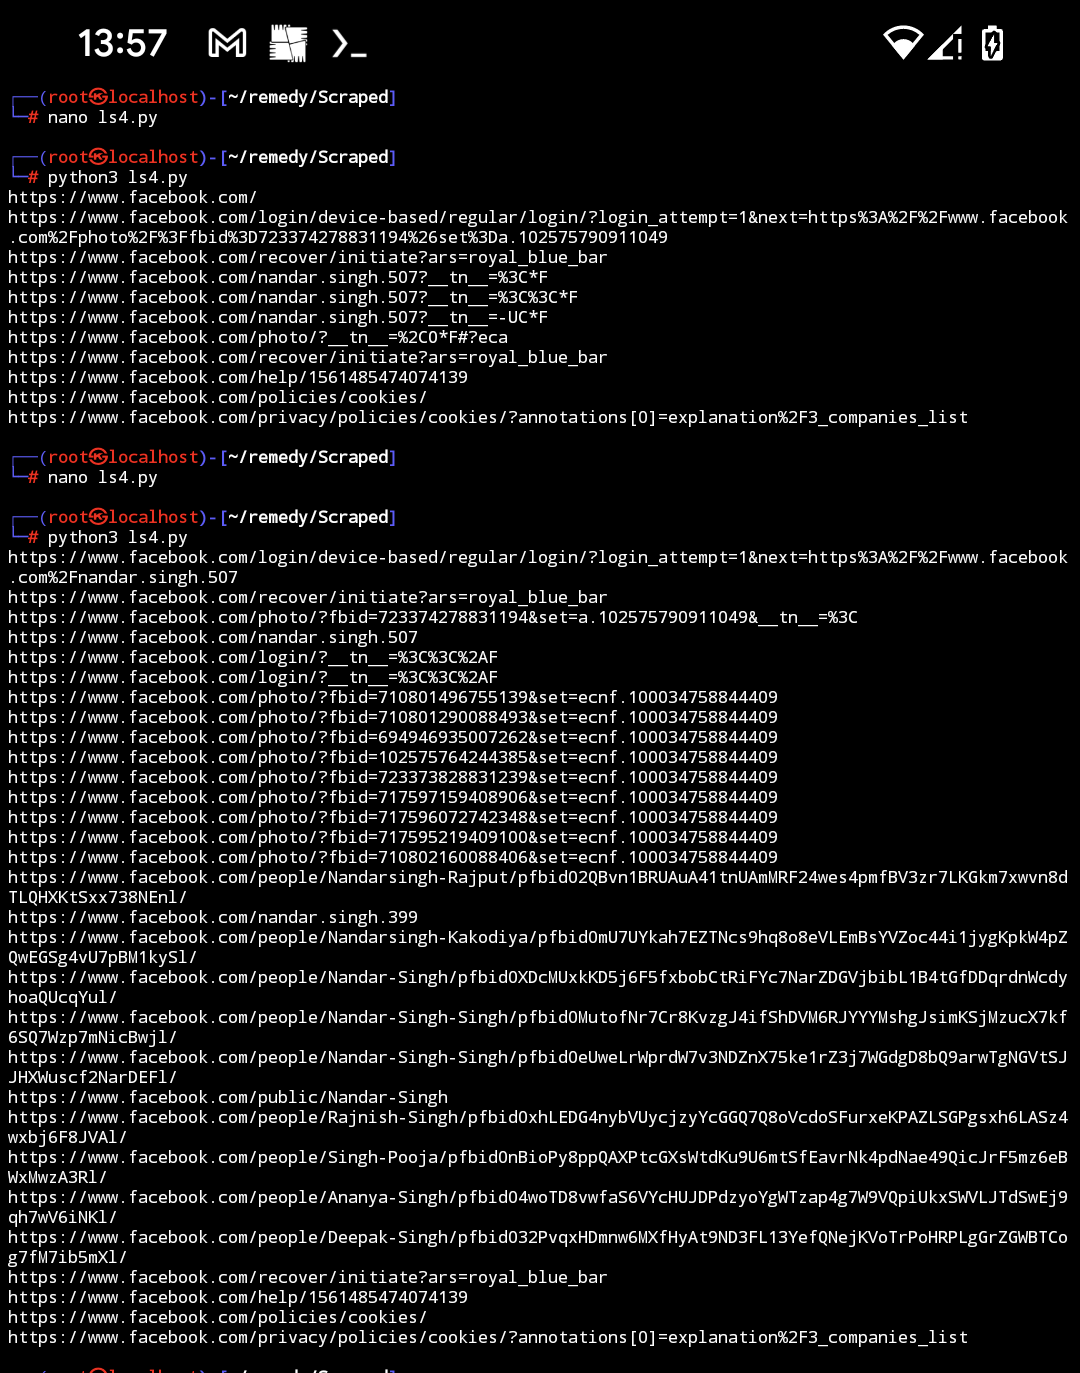 13:57
┌──(root㉿localhost)-[~/remedy/Scraped]
└─# nano ls4.py
┌──(root㉿localhost)-[~/remedy/Scraped]
└─# python3 ls4.py
https://www.facebook.com/
https://www.facebook.com/login/device-based/regular/login/?login_attempt=1&next=https%3A%2F%2Fwww.facebook
.com%2Fphoto%2F%3Ffbid%3D723374278831194%26set%3Da.102575790911049
https://www.facebook.com/recover/initiate?ars=royal_blue_bar
https://www.facebook.com/nandar.singh.507?__tn__=%3C*F
https://www.facebook.com/nandar.singh.507?__tn__=%3C%3C*F
https://www.facebook.com/nandar.singh.507?__tn__=-UC*F
https://www.facebook.com/photo/?__tn__=%2CO*F#?eca
https://www.facebook.com/recover/initiate?ars=royal_blue_bar
https://www.facebook.com/help/1561485474074139
https://www.facebook.com/policies/cookies/
https://www.facebook.com/privacy/policies/cookies/?annotations[0]=explanation%2F3_companies_list
┌──(root㉿localhost)-[~/remedy/Scraped]
└─# nano ls4.py
┌──(root㉿localhost)-[~/remedy/Scraped]
└─# python3 ls4.py
https://www.facebook.com/login/device-based/regular/login/?login_attempt=1&next=https%3A%2F%2Fwww.facebook
.com%2Fnandar.singh.507
https://www.facebook.com/recover/initiate?ars=royal_blue_bar
https://www.facebook.com/photo/?fbid=723374278831194&set=a.102575790911049&__tn__=%3C
https://www.facebook.com/nandar.singh.507
https://www.facebook.com/login/?__tn__=%3C%3C%2AF
https://www.facebook.com/login/?__tn__=%3C%3C%2AF
https://www.facebook.com/photo/?fbid=710801496755139&set=ecnf.100034758844409
https://www.facebook.com/photo/?fbid=710801290088493&set=ecnf.100034758844409
https://www.facebook.com/photo/?fbid=694946935007262&set=ecnf.100034758844409
https://www.facebook.com/photo/?fbid=102575764244385&set=ecnf.100034758844409
https://www.facebook.com/photo/?fbid=723373828831239&set=ecnf.100034758844409
https://www.facebook.com/photo/?fbid=717597159408906&set=ecnf.100034758844409
https://www.facebook.com/photo/?fbid=717596072742348&set=ecnf.100034758844409
https://www.facebook.com/photo/?fbid=717595219409100&set=ecnf.100034758844409
https://www.facebook.com/photo/?fbid=710802160088406&set=ecnf.100034758844409
https://www.facebook.com/people/Nandarsingh-Rajput/pfbid02QBvn1BRUAuA41tnUAmMRF24wes4pmfBV3zr7LKGkm7xwvn8d
TLQHXKtSxx738NEnl/
https://www.facebook.com/nandar.singh.399
https://www.facebook.com/people/Nandarsingh-Kakodiya/pfbid0mU7UYkah7EZTNcs9hq8o8eVLEmBsYVZoc44i1jygKpkW4pZ
QwEGSg4vU7pBM1kySl/
https://www.facebook.com/people/Nandar-Singh/pfbid0XDcMUxkKD5j6F5fxbobCtRiFYc7NarZDGVjbibL1B4tGfDDqrdnWcdy
hoaQUcqYul/
https://www.facebook.com/people/Nandar-Singh-Singh/pfbid0MutofNr7Cr8KvzgJ4ifShDVM6RJYYYMshgJsimKSjMzucX7kf
6SQ7Wzp7mNicBwjl/
https://www.facebook.com/people/Nandar-Singh-Singh/pfbid0eUweLrWprdW7v3NDZnX75ke1rZ3j7WGdgD8bQ9arwTgNGVtSJ
JHXWuscf2NarDEFl/
https://www.facebook.com/public/Nandar-Singh
https://www.facebook.com/people/Rajnish-Singh/pfbid0xhLEDG4nybVUycjzyYcGGQ7Q8oVcdoSFurxeKPAZLSGPgsxh6LASz4
wxbj6F8JVAl/
https://www.facebook.com/people/Singh-Pooja/pfbid0nBioPy8ppQAXPtcGXsWtdKu9U6mtSfEavrNk4pdNae49QicJrF5mz6eB
WxMwzA3Rl/
https://www.facebook.com/people/Ananya-Singh/pfbid04woTD8vwfaS6VYcHUJDPdzyoYgWTzap4g7W9VQpiUkxSWVLJTdSwEj9
qh7wV6iNKl/
https://www.facebook.com/people/Deepak-Singh/pfbid032PvqxHDmnw6MXfHyAt9ND3FL13YefQNejKVoTrPoHRPLgGrZGWBTCo
g7fM7ib5mXl/
https://www.facebook.com/recover/initiate?ars=royal_blue_bar
https://www.facebook.com/help/1561485474074139
https://www.facebook.com/policies/cookies/
https://www.facebook.com/privacy/policies/cookies/?annotations[0]=explanation%2F3_companies_list